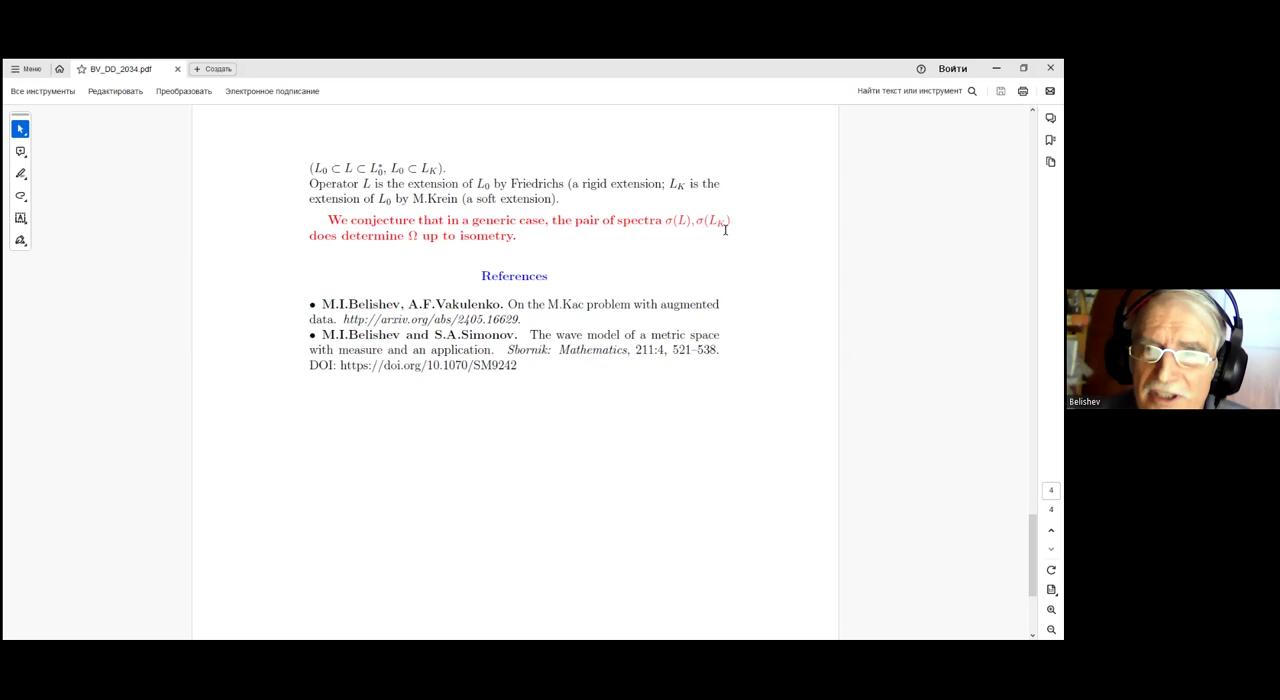 Меню
BV_DD_2034.pdf
Создать
Войти
Все инструменты
Редактировать
Преобразовать
Электронное подписание
Найти текст или инструмент
(L₀ ⊂ L ⊂ L₀*, L₀ ⊂ L_K).
Operator L is the extension of L₀ by Friedrichs (a rigid extension; L_K is the
extension of L₀ by M.Krein (a soft extension).
We conjecture that in a generic case, the pair of spectra σ(L), σ(L_K)
does determine Ω up to isometry.
References
• M.I.Belishev, A.F.Vakulenko. On the M.Kac problem with augmented
data. http://arxiv.org/abs/2405.16629.
• M.I.Belishev and S.A.Simonov. The wave model of a metric space
with measure and an application. Sbornik: Mathematics, 211:4, 521–538.
DOI: https://doi.org/10.1070/SM9242
Belishev
4
4